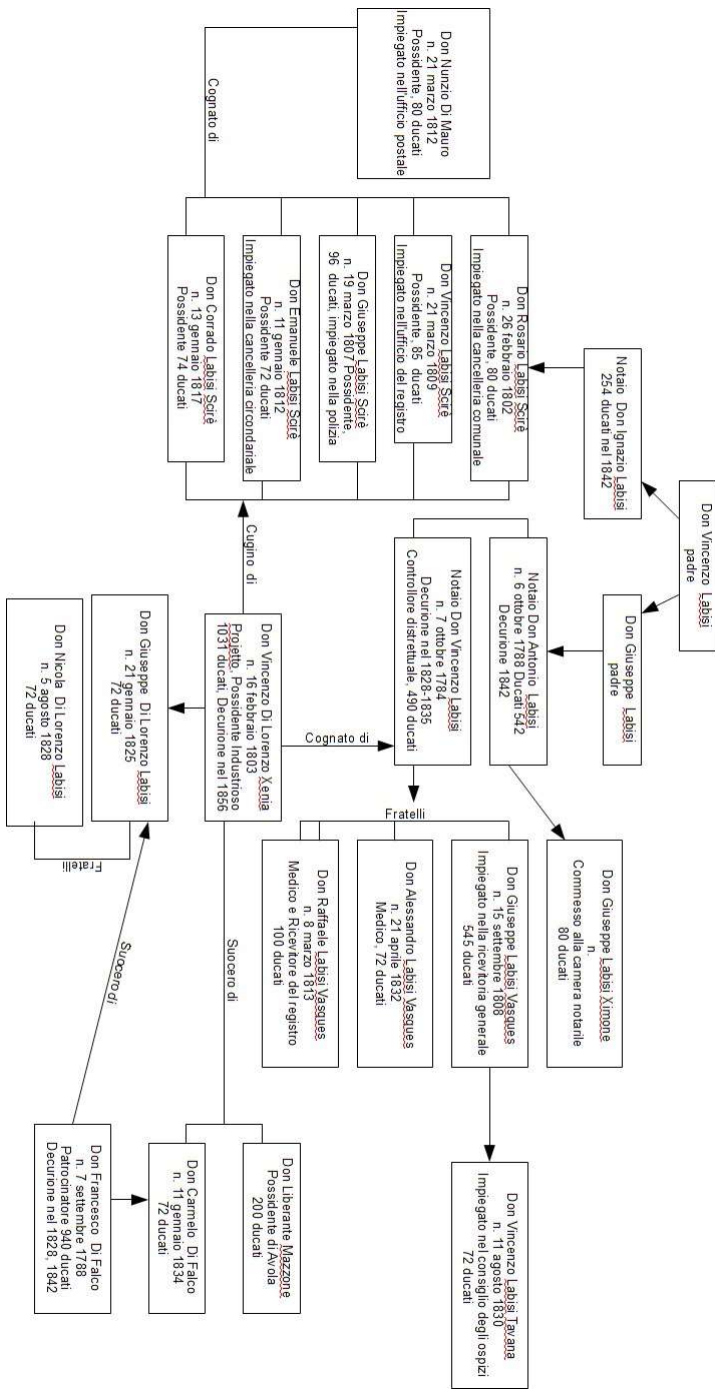 Don Vincenzo Labisi
padre
Notaio Don Ignazio Labisi
254 ducati nel 1842
Don Giuseppe Labisi
padre
Don Rosario Labisi Scirè
n. 26 febbraio 1802
Possidente, 80 ducati
Impiegato nella cancelleria comunale
Don Vincenzo Labisi Scirè
n. 21 marzo 1809
Possidente, 85 ducati
Impiegato nell'ufficio del registro
Don Giuseppe Labisi Scirè
n. 19 marzo 1807 Possidente,
96 ducati, impiegato nella polizia
Don Emanuele Labisi Scirè
n. 11 gennaio 1812
Possidente 72 ducati
Impiegato nella cancelleria circondariale
Don Corrado Labisi Scirè
n. 13 gennaio 1817
Possidente 74 ducati
Don Nunzio Di Mauro
n. 21 marzo 1812
Possidente, 80 ducati
Impiegato nell'ufficio postale
Cognato di
Notaio Don Antonio Labisi
n. 6 ottobre 1788 Ducati 542
Decurione 1842
Notaio Don Vincenzo Labisi
n. 7 ottobre 1784
Decurione nel 1828-1835
Controllore distrettuale, 490 ducati
Cugino di
Cognato di
Don Vincenzo Di Lorenzo Xenia
n. 16 febbraio 1803
Projetto, Possidente Industrioso
1031 ducati, Decurione nel 1856
Don Giuseppe Di Lorenzo Labisi
n. 21 gennaio 1825
72 ducati
Don Nicola Di Lorenzo Labisi
n. 5 agosto 1828
72 ducati
Fratelli
Fratelli
Don Giuseppe Labisi Ximone
n.
Commesso alla camera notarile
80 ducati
Don Giuseppe Labisi Vasques
n. 15 settembre 1808
Impiegato nella ricevitoria generale
545 ducati
Don Alessandro Labisi Vasques
n. 21 aprile 1832
Medico, 72 ducati
Don Raffaele Labisi Vasques
n. 8 marzo 1813
Medico e Ricevitore del registro
100 ducati
Suocero di
Suocero di
Don Vincenzo Labisi Tavana
n. 11 agosto 1830
Impiegato nel consiglio degli ospizi
72 ducati
Don Liberante Mazzone
Possidente di Avola
200 ducati
Don Carmelo Di Falco
n. 11 gennaio 1834
72 ducati
Don Francesco Di Falco
n. 7 settembre 1788
Patrocinatore 940 ducati
Decurione nel 1828, 1842